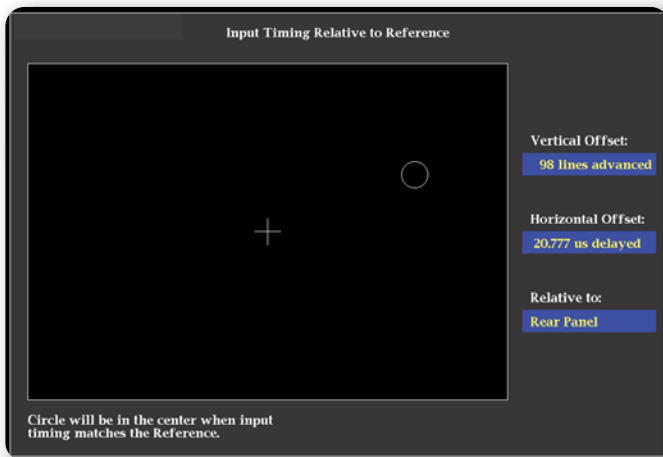 Input Timing Relative to Reference
Vertical Offset:
98 lines advanced
Horizontal Offset:
20.777 us delayed
Relative to:
Rear Panel
Circle will be in the center when input
timing matches the Reference.